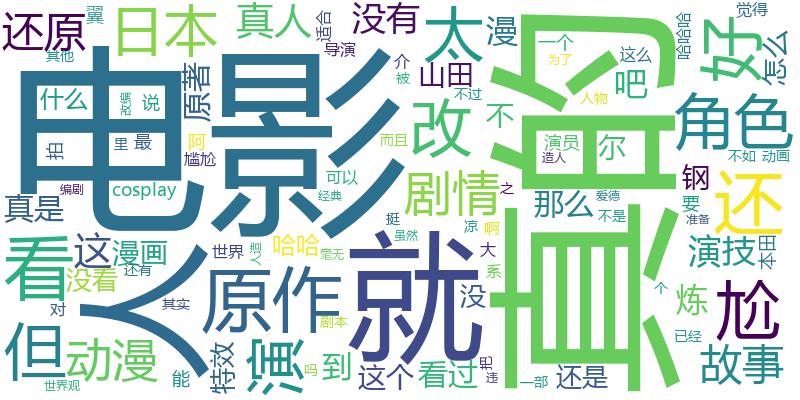 还原
翼
日本
真人
适合
没有
太
漫
的
好
觉得
哈哈哈
怎么
其他
导演
一个
这么
为了
电影
原著
介
被
山田
不过
改
不
吧
人物
角色
什么
故事
说
拍
里
最
阿
尴尬
而且
演员
造人
尔
不如
动画
真是
编剧
cosplay
可以
经典
剧情
之
那么
爱德
不是
钢
要
准备
还
看
这
漫画
没看
还有
世界
人造
哈哈
毫无
挺
虽然
凉
啊
大
系
就
真
演技
本田
人
原作
没
个
炼
已经
尬
但
动漫
对
其实
能
特效
演
剧本
吗
到
这个
看过
把
违
一部
还是
故事
世界观